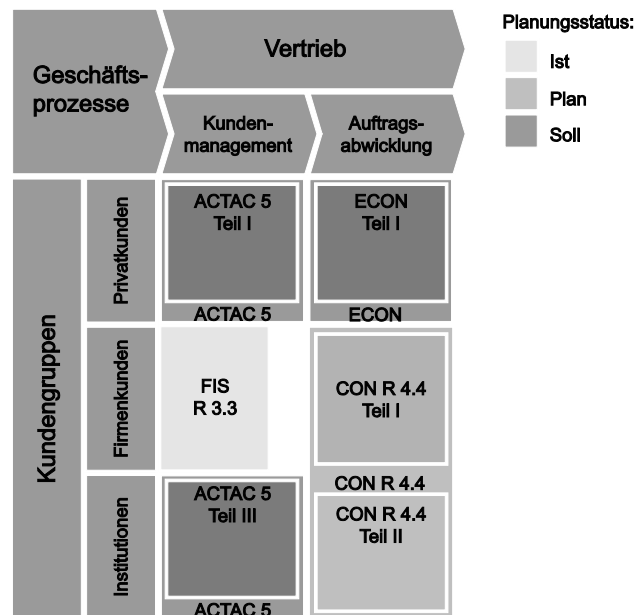 Geschäfts-
prozesse
Vertrieb
Kunden-
management
Auftrags-
abwicklung
Planungsstatus:
Ist
Plan
Soll
Kundengruppen
Privatkunden
ACTAC 5
Teil I
ACTAC 5
ECON
Teil I
ECON
Firmenkunden
FIS
R 3.3
CON R 4.4
Teil I
CON R 4.4
Institutionen
ACTAC 5
Teil III
ACTAC 5
CON R 4.4
Teil II